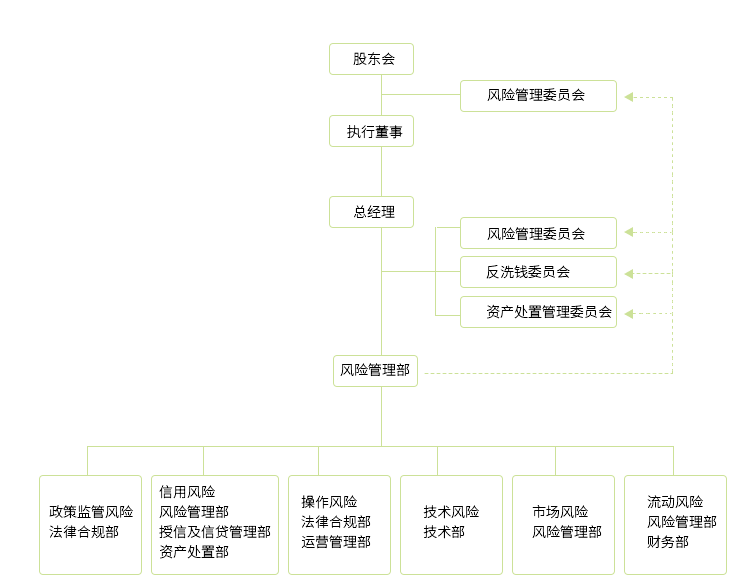 股东会
风险管理委员会
执行董事
总经理
风险管理委员会
反洗钱委员会
资产处置管理委员会
风险管理部
政策监管风险
法律合规部
信用风险
风险管理部
授信及信贷管理部
资产处置部
操作风险
法律合规部
运营管理部
技术风险
技术部
市场风险
风险管理部
流动风险
风险管理部
财务部